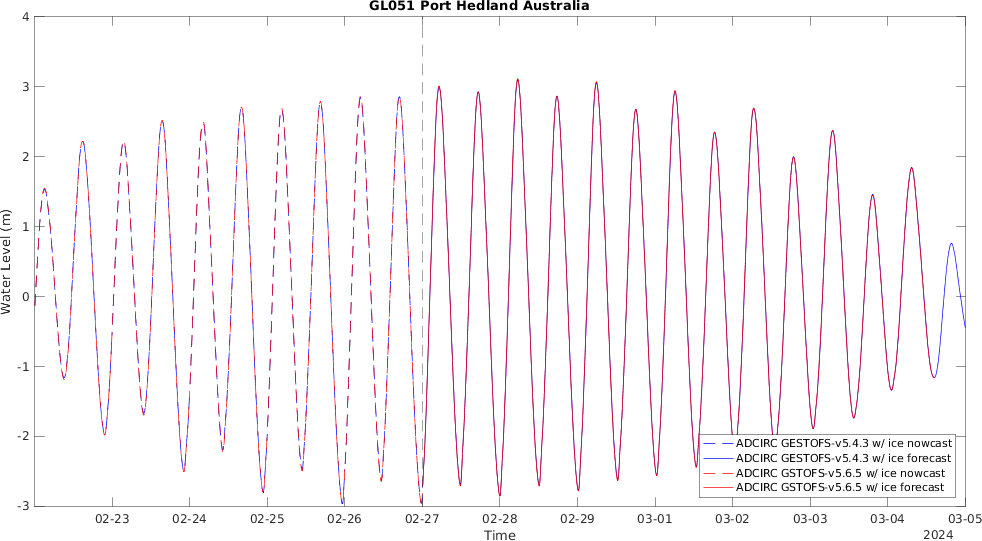 GL051 Port Hedland Australia
4
3
2
1
0
-1
-2
-3
Water Level (m)
02-23 02-24 02-25 02-26 02-27 02-28 02-29 03-01 03-02 03-03 03-04 03-05
Time
2024
ADCIRC GESTOFS-v5.4.3 w/ ice nowcast
ADCIRC GESTOFS-v5.4.3 w/ ice forecast
ADCIRC GSTOFS-v5.6.5 w/ ice nowcast
ADCIRC GSTOFS-v5.6.5 w/ ice forecast